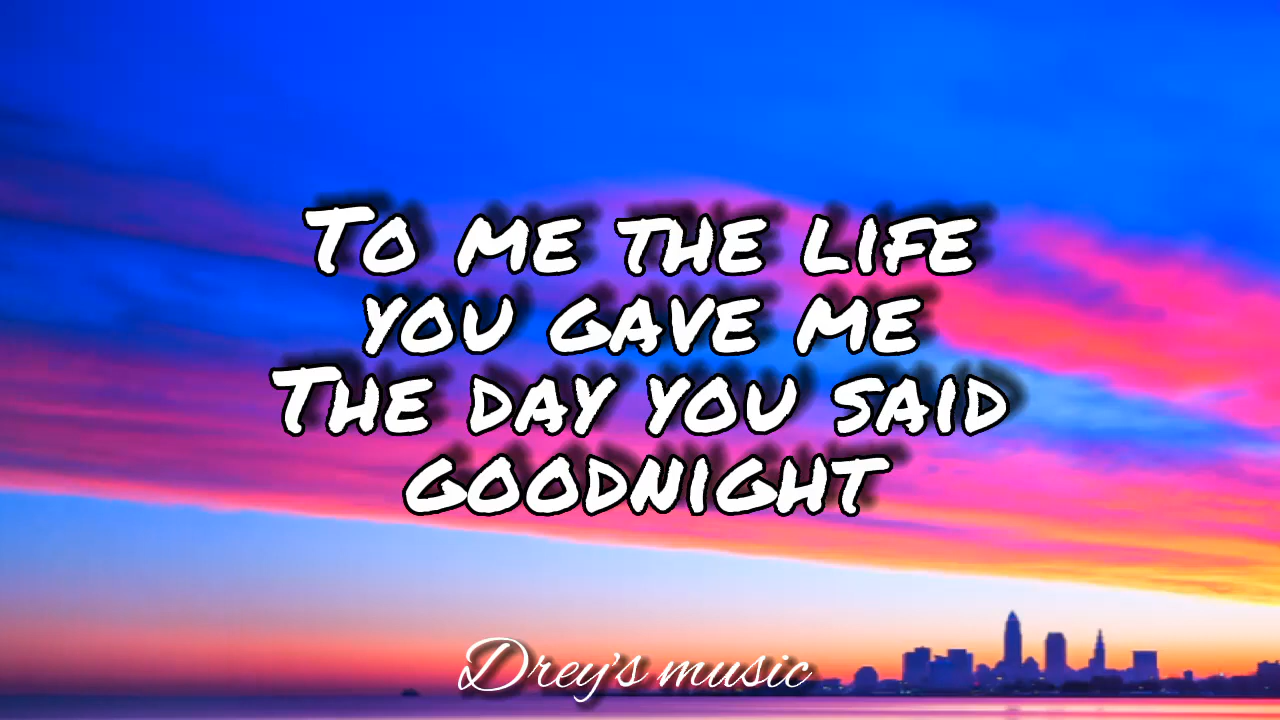 To me the life
you gave me
The day you said
goodnight
Drey's music